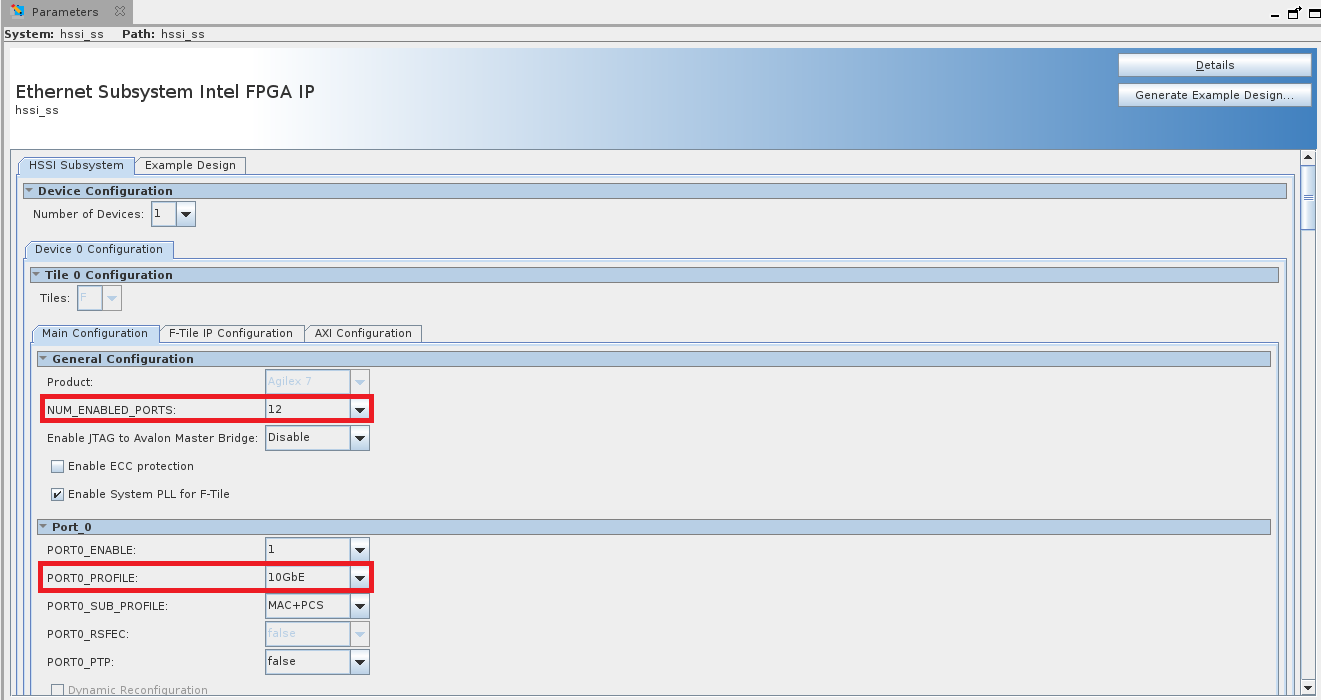 Parameters
System: hssi_ss Path: hssi_ss
Details
Ethernet Subsystem Intel FPGA IP
Generate Example Design...
hssi_ss
HSSI Subsystem Example Design
Device Configuration
Number of Devices: 1
Device 0 Configuration
Tile 0 Configuration
Tiles: F
Main Configuration F-Tile IP Configuration AXI Configuration
General Configuration
Product: Agilex 7
NUM_ENABLED_PORTS: 12
Enable JTAG to Avalon Master Bridge: Disable
Enable ECC protection
Enable System PLL for F-Tile
Port_0
PORT0_ENABLE: 1
PORT0_PROFILE: 10GbE
PORT0_SUB_PROFILE: MAC+PCS
PORT0_RSFEC: false
PORT0_PTP: false
Dynamic Reconfiguration